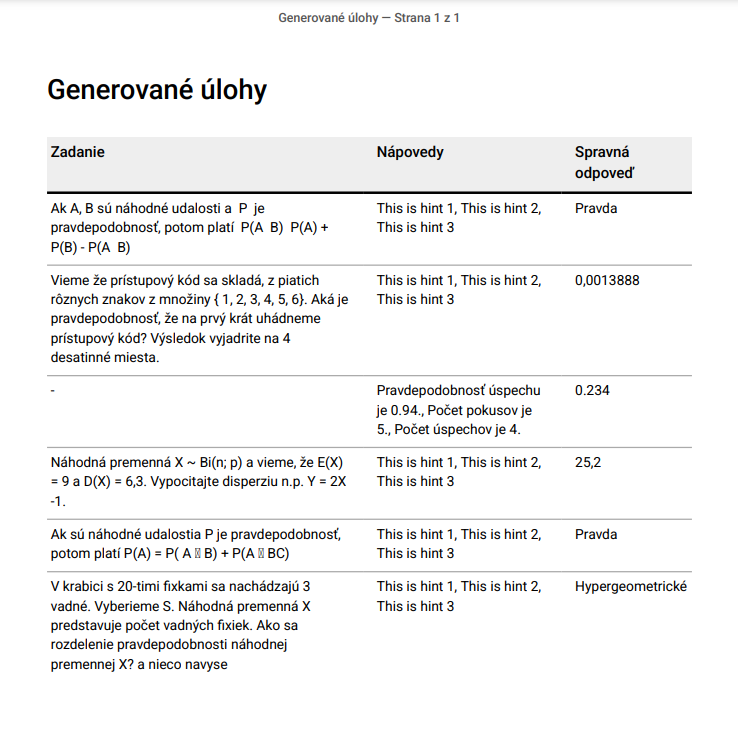 Generované úlohy — Strana 1 z 1
Generované úlohy
Zadanie
Nápovedy
Spravná
odpoveď
Ak A, B sú náhodné udalosti a  P  je
pravdepodobnosť, potom platí  P(A  B)  P(A) +
P(B) - P(A  B)
This is hint 1, This is hint 2,
This is hint 3
Pravda
Vieme že prístupový kód sa skladá, z piatich
rôznych znakov z množiny { 1, 2, 3, 4, 5, 6}. Aká je
pravdepodobnosť, že na prvý krát uhádneme
prístupový kód? Výsledok vyjadrite na 4
desatinné miesta.
This is hint 1, This is hint 2,
This is hint 3
0,0013888
-
Pravdepodobnosť úspechu
je 0.94., Počet pokusov je
5., Počet úspechov je 4.
0.234
Náhodná premenná X ~ Bi(n; p) a vieme, že E(X)
= 9 a D(X) = 6,3. Vypocitajte disperziu n.p. Y = 2X
-1.
This is hint 1, This is hint 2,
This is hint 3
25,2
Ak sú náhodné udalostia P je pravdepodobnosť,
potom platí P(A) = P( A ▯ B) + P(A ▯ BC)
This is hint 1, This is hint 2,
This is hint 3
Pravda
V krabici s 20-timi fixkami sa nachádzajú 3
vadné. Vyberieme S. Náhodná premenná X
predstavuje počet vadných fixiek. Ako sa
rozdelenie pravdepodobnosti náhodnej
premennej X? a nieco navyse
This is hint 1, This is hint 2,
This is hint 3
Hypergeometrické